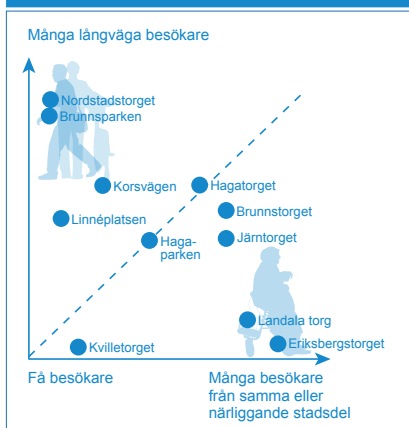 Många långväga besökare
Nordstadstorget
Brunnsparken
Korsvägen
Hagatorget
Linnéplatsen
Brunnstorget
Haga-
parken
Järntorget
Landala torg
Kvilletorget
Eriksbergstorget
Få besökare
Många besökare
från samma eller
närliggande stadsdel